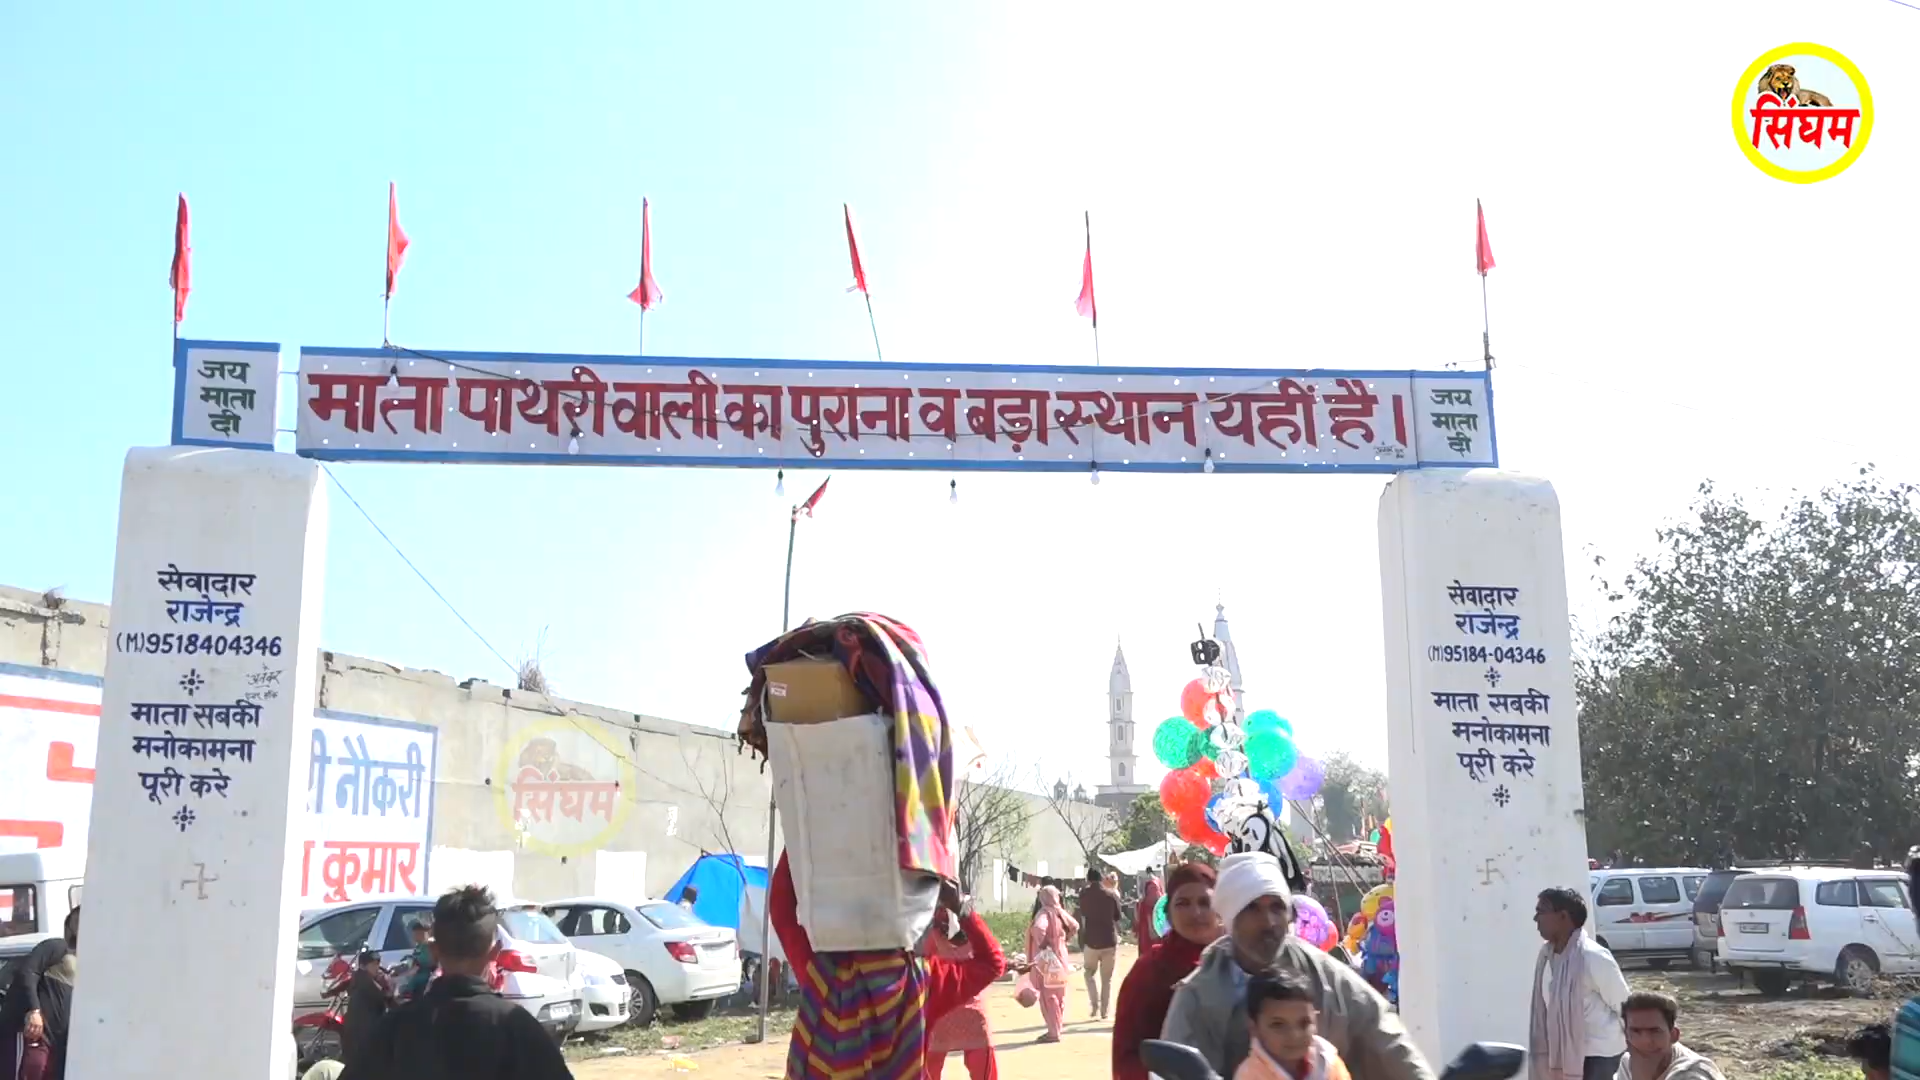 सिंघम
जय
माता
दी
माता पाथरी वाली का पुराना व बड़ा स्थान यहीं है।
जय
माता
दी
सेवादार
राजेन्द्र
(M)9518404346
माता सबकी
मनोकामना
पूरी करे
सेवादार
राजेन्द्र
(M)95184-04346
माता सबकी
मनोकामना
पूरी करे
नौकरी
कुमार
सिंघम